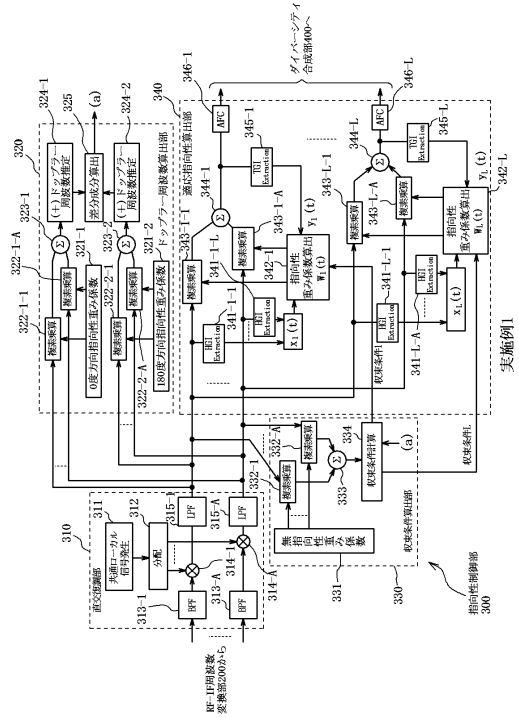 実施例1
RF-IF周波数
変換部200から
指向性制御部
300
310
直交復調部
311
共通ローカル
信号発生
312
分配
313-1
BPF
313-A
BPF
314-1
314-A
315-1
LPF
315-A
LPF
320
ドップラー周波数算出部
321-1
0度方向指向性重み係数
321-2
180度方向指向性重み係数
322-1-1
複素乗算
322-1-A
複素乗算
322-2-1
複素乗算
322-2-A
複素乗算
323-1
Σ
323-2
Σ
324-1
(+)ドップラー
周波数推定
325
差分成分算出
(a)
324-2
(+)ドップラー
周波数推定
330
収束条件算出部
331
無指向性重み係数
332-1
複素乗算
332-A
複素乗算
333
Σ
334
収束条件計算
(a)
収束条件1
収束条件L
340
適応指向性算出部
341-1-1
HGI
Extraction
341-1-L
HGI
Extraction
x1(t)
342-1
指向性
重み係数算出
W1(t)
343-1-1
複素乗算
343-1-A
複素乗算
344-1
Σ
345-1
TGI
Extraction
y1(t)
346-1
AFC
341-L-1
HGI
Extraction
341-L-A
HGI
Extraction
xL(t)
342-L
指向性
重み係数算出
WL(t)
343-L-1
複素乗算
343-L-A
複素乗算
344-L
Σ
345-L
TGI
Extraction
yL(t)
346-L
AFC
ダイバーシティ
合成部400へ